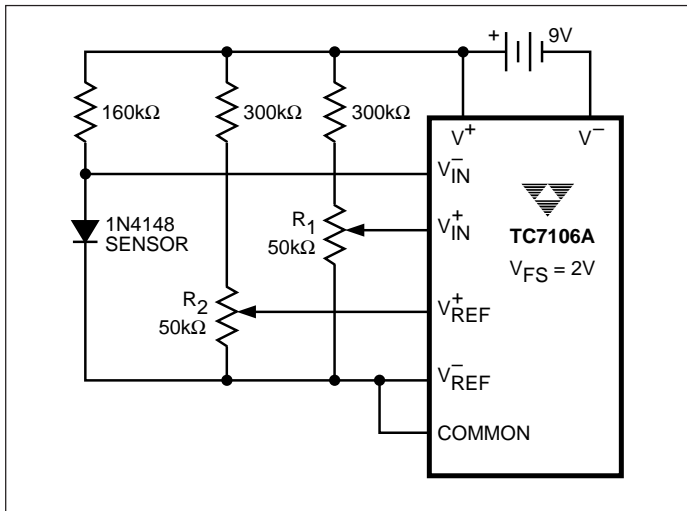 +
9V
160kΩ
300kΩ
300kΩ
V+
V–
V–IN
1N4148
SENSOR
R1
50kΩ
V+IN
TC7106A
VFS = 2V
R2
50kΩ
V+REF
V–REF
COMMON